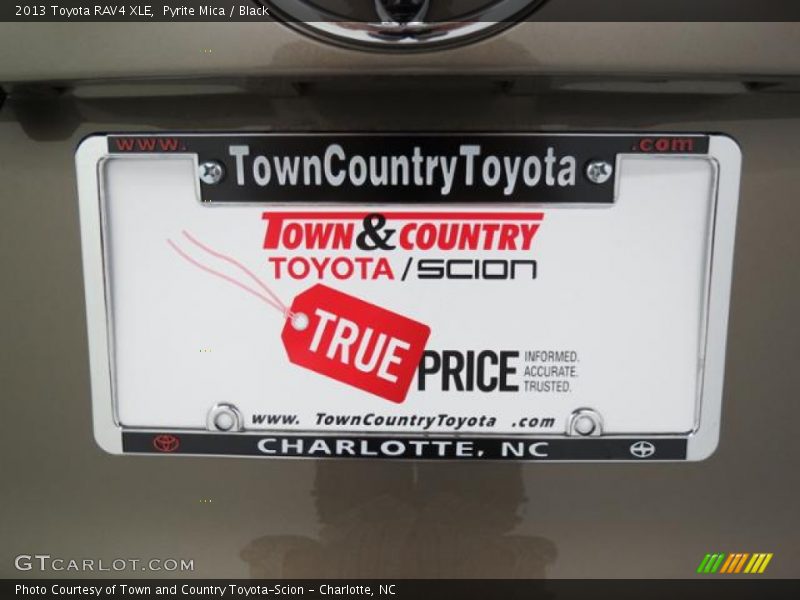 2013 Toyota RAV4 XLE, Pyrite Mica / Black
www. .com
TownCountryToyota
TOWN & COUNTRY
TOYOTA / SCION
TRUE PRICE
INFORMED.
ACCURATE.
TRUSTED.
www. TownCountryToyota .com
CHARLOTTE, NC
GTCARLOT.COM
Photo Courtesy of Town and Country Toyota-Scion - Charlotte, NC